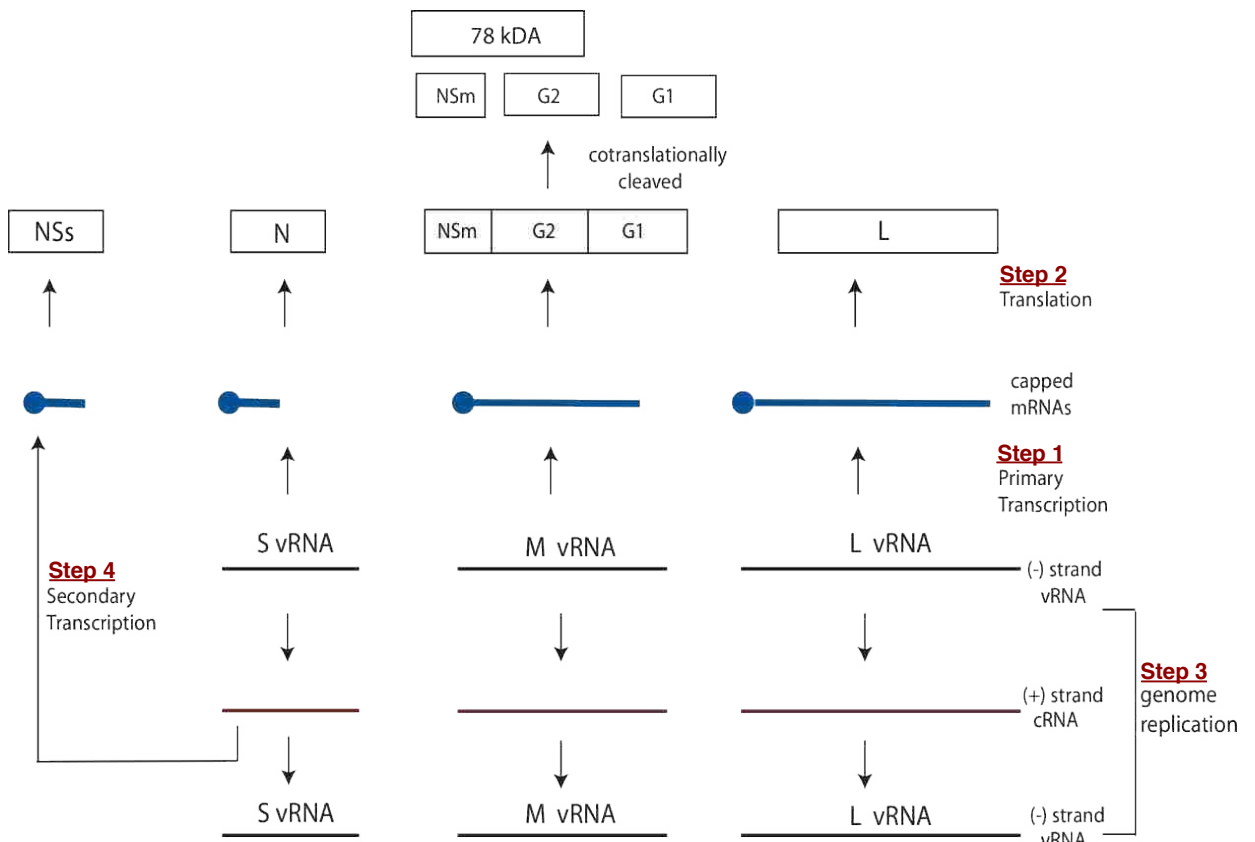 78 kDA
NSm G2 G1
cotranslationally
cleaved
NSs N NSm G2 G1 L
Step 2
Translation
capped
mRNAs
Step 1
Primary
Transcription
S vRNA M vRNA L vRNA
(-) strand
vRNA
Step 4
Secondary
Transcription
Step 3
genome
replication
(+) strand
cRNA
S vRNA M vRNA L vRNA
(-) strand
vRNA